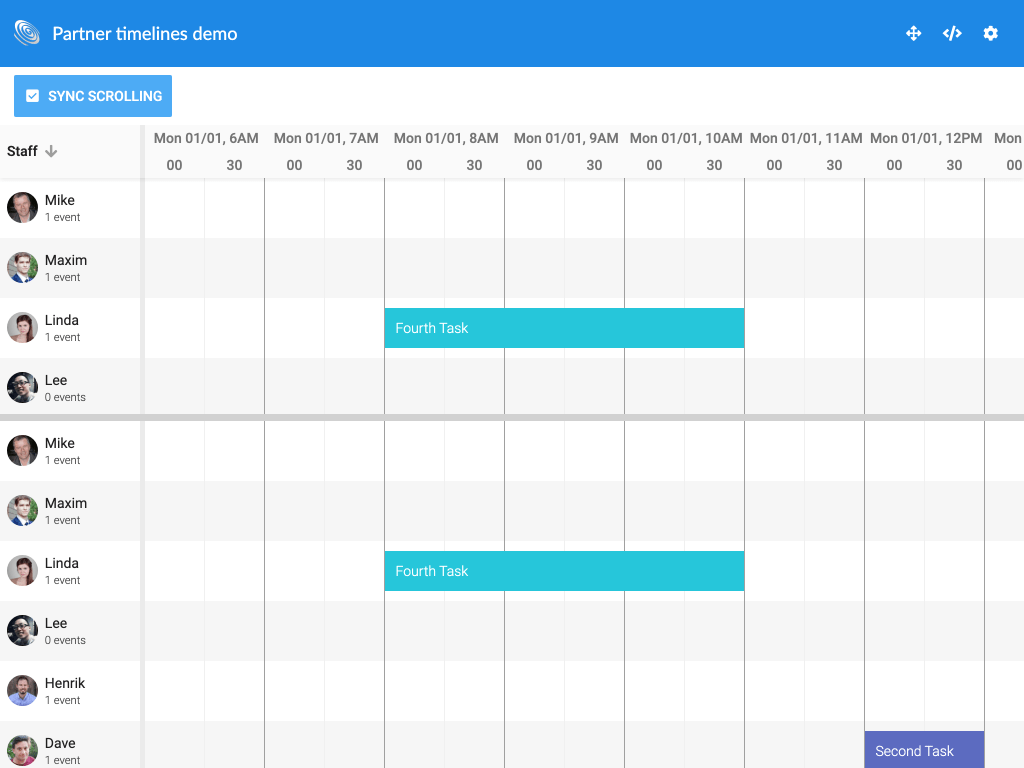 Partner timelines demo
SYNC SCROLLING
Staff
Mon 01/01, 6AM Mon 01/01, 7AM Mon 01/01, 8AM Mon 01/01, 9AM Mon 01/01, 10AM Mon 01/01, 11AM Mon 01/01, 12PM Mon
00 30 00 30 00 30 00 30 00 30 00 30 00 30 00
Mike
1 event
Maxim
1 event
Linda
1 event
Fourth Task
Lee
0 events
Mike
1 event
Maxim
1 event
Linda
1 event
Fourth Task
Lee
0 events
Henrik
1 event
Dave
1 event
Second Task